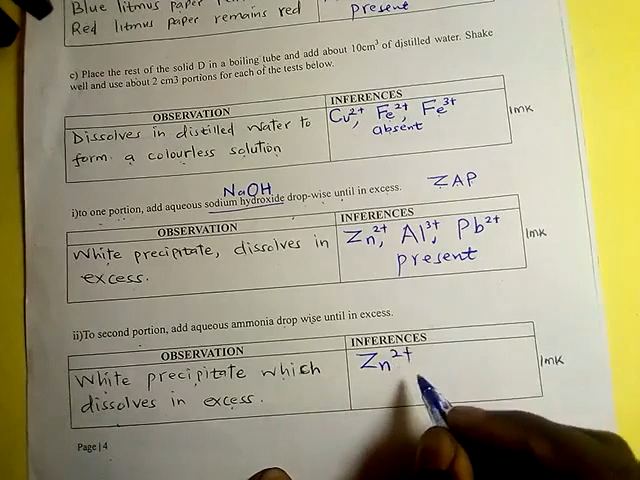 Blue litmus paper
Red litmus paper remains red
present
c) Place the rest of the solid D in a boiling tube and add about 10cm³ of distilled water. Shake
well and use about 2 cm3 portions for each of the tests below.
OBSERVATION
INFERENCES
Dissolves in distilled water to
form a colourless solution
Cu²⁺, Fe²⁺, Fe³⁺
absent
1mk
NaOH
ZAP
i)to one portion, add aqueous sodium hydroxide drop-wise until in excess.
OBSERVATION
INFERENCES
White precipitate, dissolves in
excess.
Zn²⁺, Al³⁺, Pb²⁺
present
1mk
ii)To second portion, add aqueous ammonia drop wise until in excess.
OBSERVATION
INFERENCES
White precipitate which
dissolves in excess.
Zn²⁺
1mk
Page | 4